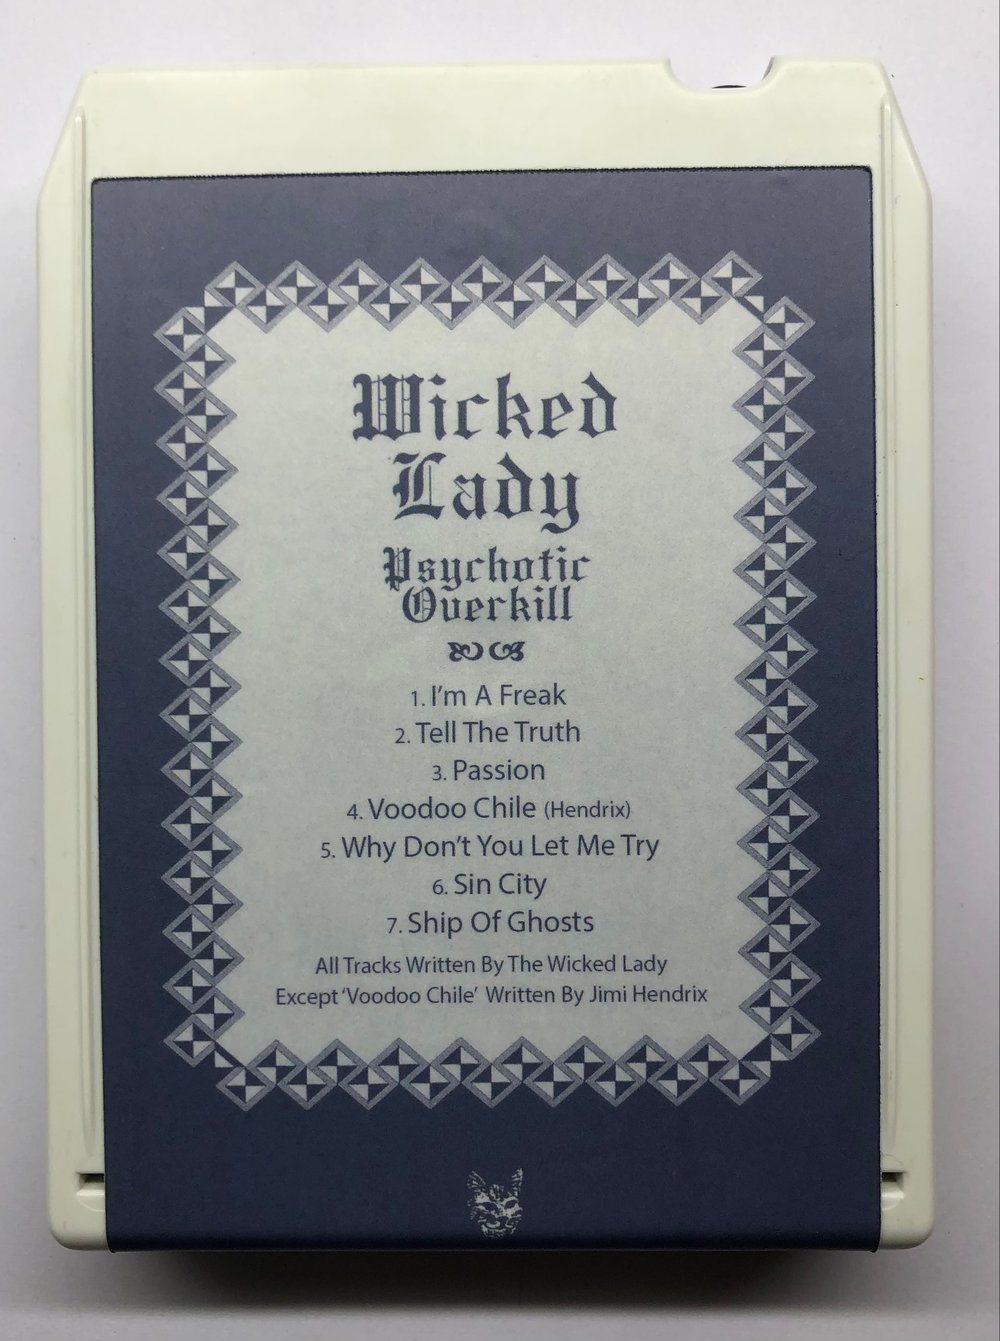 Wicked
Lady
Psychotic
Overkill
1. I'm A Freak
2. Tell The Truth
3. Passion
4. Voodoo Chile (Hendrix)
5. Why Don't You Let Me Try
6. Sin City
7. Ship Of Ghosts
All Tracks Written By The Wicked Lady
Except 'Voodoo Chile' Written By Jimi Hendrix